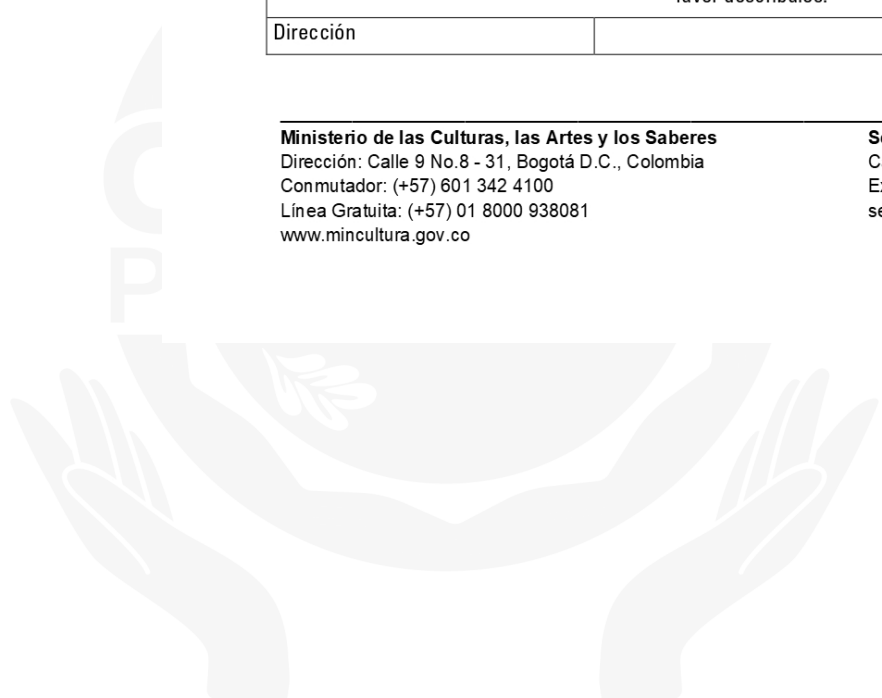 Dirección
Ministerio de las Culturas, las Artes y los Saberes
Dirección: Calle 9 No.8 - 31, Bogotá D.C., Colombia
Conmutador: (+57) 601 342 4100
Línea Gratuita: (+57) 01 8000 938081
www.mincultura.gov.co